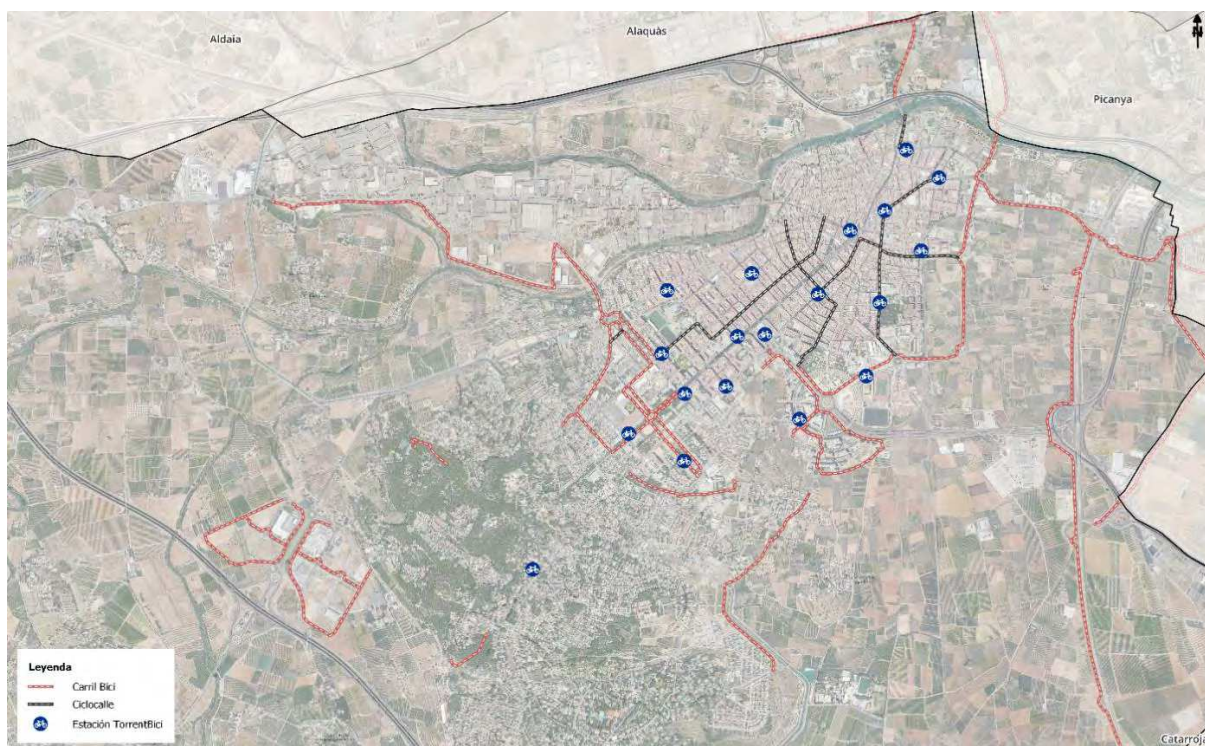 Aldaia
Alaquàs
N
Picanya
Leyenda
Carril Bici
Ciclocalle
Estación TorrentBici
Catarroja